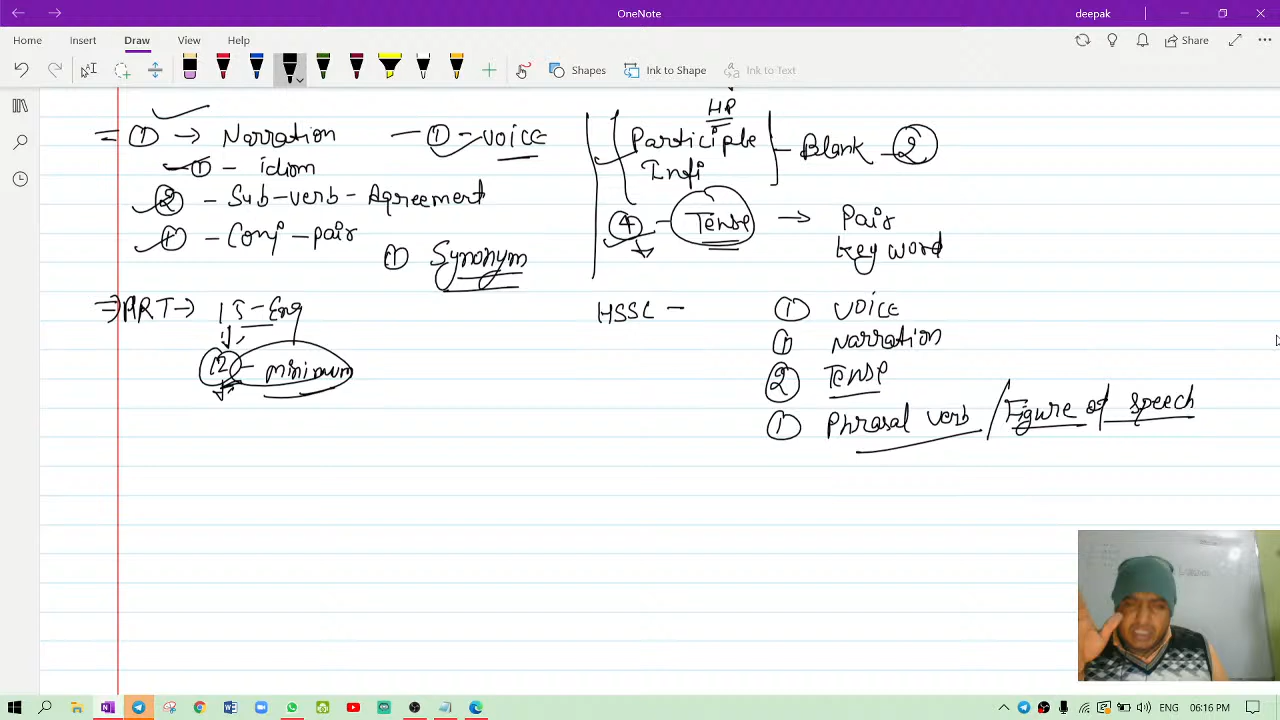 OneNote
deepak
Home Insert Draw View Help
Share
Shapes Ink to Shape Ink to Text
= ① → Narration — ① - voice
① - idiom
② - Sub-verb-Agreement
① - Conj-pair
① Synonym
HP
Participle
Infi
Blank - ②
④ - Tense → Pair
key word
⇒ PRT → 15-Eng
12 - minimum
HSSC - ① voice
① Narration
② Tense
① Phrasal verb / Figure of speech
ENG 06:16 PM